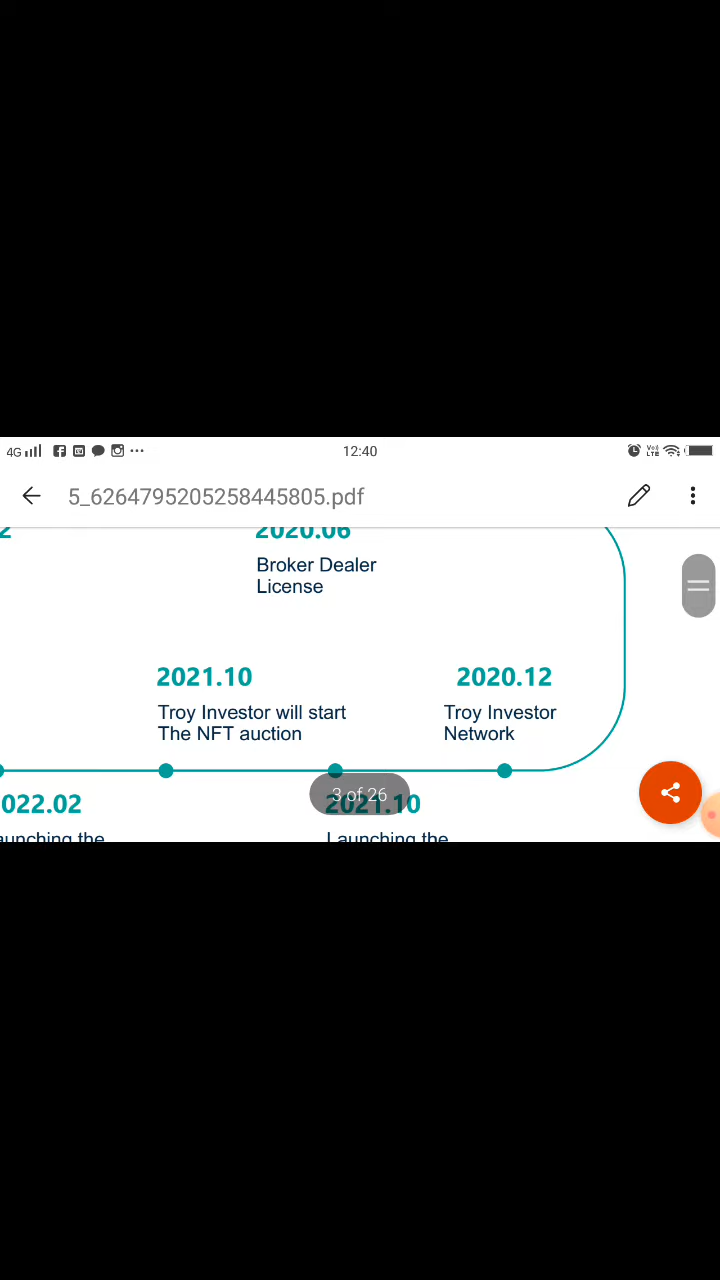 4G
12:40
5_6264795205258445805.pdf
2020.06
Broker Dealer
License
2021.10
2020.12
Troy Investor will start
The NFT auction
Troy Investor
Network
3 of 26
022.02
2021.10
aunching the
Launching the